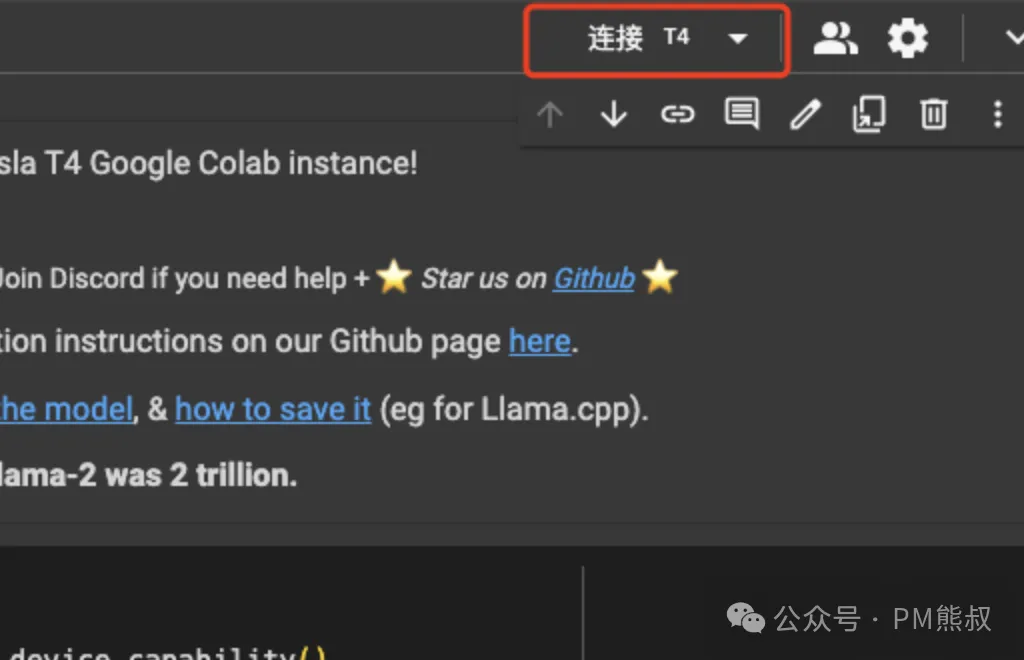 连接 T4
sla T4 Google Colab instance!
Join Discord if you need help + ⭐ Star us on Github ⭐
tion instructions on our Github page here.
the model, & how to save it (eg for Llama.cpp).
lama-2 was 2 trillion.
device capability()
公众号 · PM熊叔